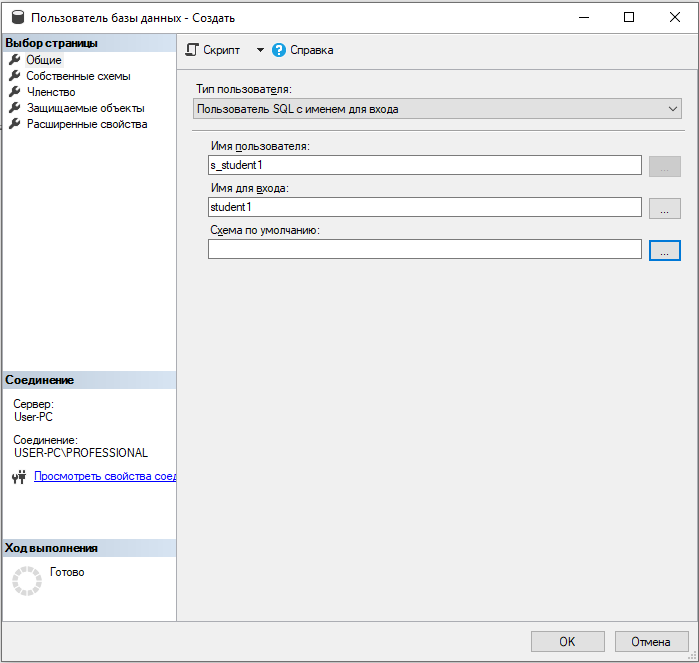 Пользователь базы данных - Создать
Выбор страницы
Общие
Собственные схемы
Членство
Защищаемые объекты
Расширенные свойства
Скрипт
Справка
Тип пользователя:
Пользователь SQL с именем для входа
Имя пользователя:
s_student1
...
Имя для входа:
student1
...
Схема по умолчанию:
...
Соединение
Сервер:
User-PC
Соединение:
USER-PC\PROFESSIONAL
Просмотреть свойства соед
Ход выполнения
Готово
OK
Отмена